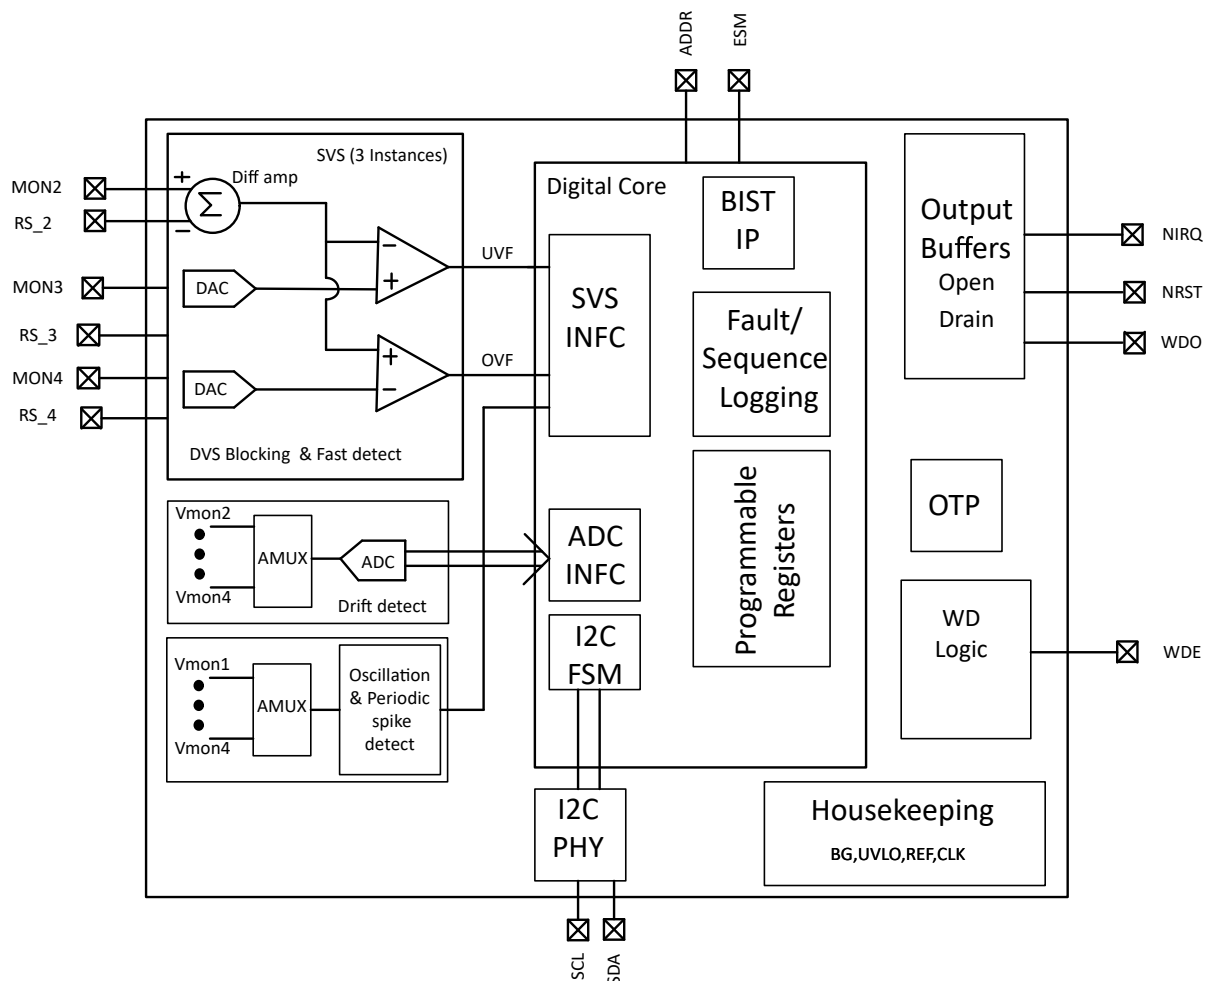 ADDR
ESM
SVS (3 Instances)
+
Diff amp
Σ
−
MON2
RS_2
MON3
RS_3
MON4
RS_4
DAC
−
+
UVF
DAC
+
−
OVF
DVS Blocking & Fast detect
Digital Core
BIST
IP
SVS
INFC
Fault/
Sequence
Logging
Programmable
Registers
ADC
INFC
I2C
FSM
Output
Buffers
Open
Drain
NIRQ
NRST
WDO
OTP
WD
Logic
WDE
Vmon2
Vmon4
AMUX
ADC
Drift detect
Vmon1
Vmon4
AMUX
Oscillation
& Periodic
spike
detect
I2C
PHY
Housekeeping
BG,UVLO,REF,CLK
SCL
SDA